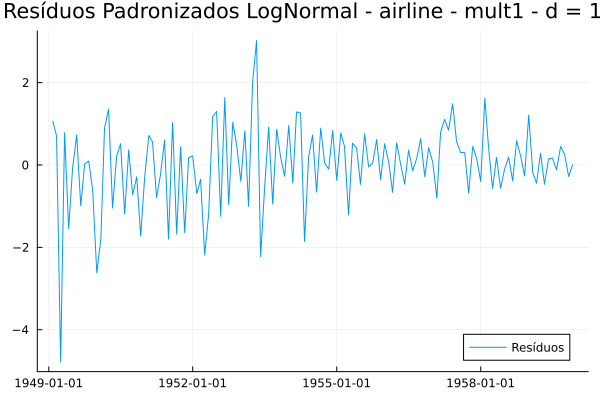 Resíduos Padronizados LogNormal - airline - mult1 - d = 1
2
0
−2
−4
1949-01-01 1952-01-01 1955-01-01 1958-01-01
Resíduos